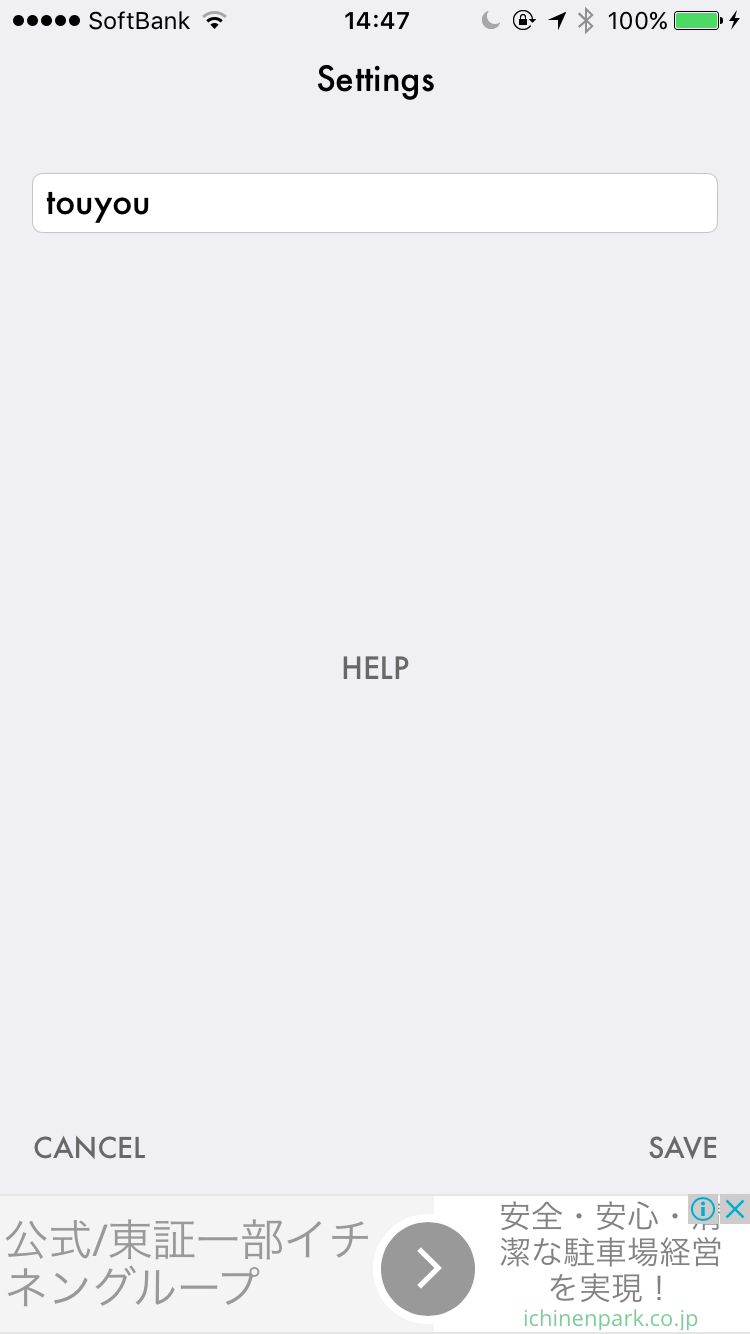 SoftBank 14:47 100%
Settings
touyou
HELP
CANCEL SAVE
公式/東証一部イチ
ネングループ
安全・安心・清
潔な駐車場経営
を実現！
ichinenpark.co.jp